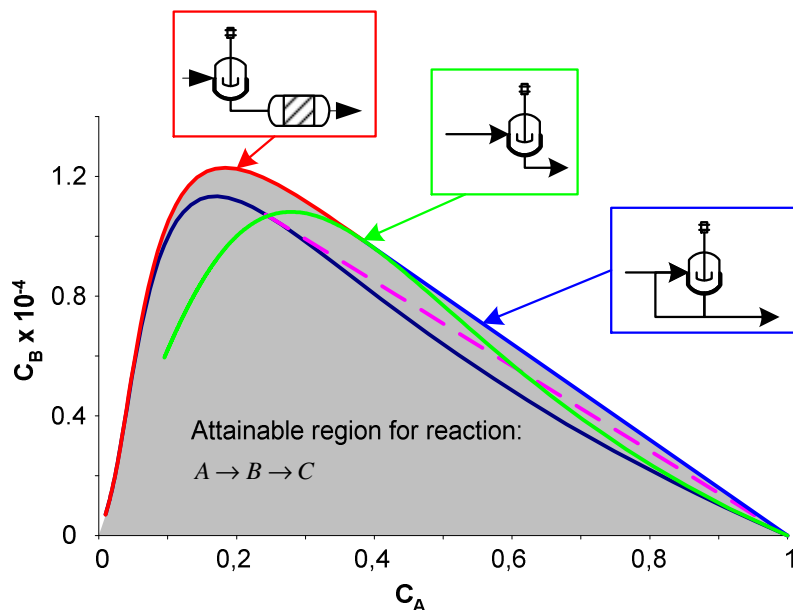 1.2
0.8
0.4
0
C_B x 10^-4
Attainable region for reaction:
A → B → C
0 0,2 0,4 0,6 0,8 1
C_A